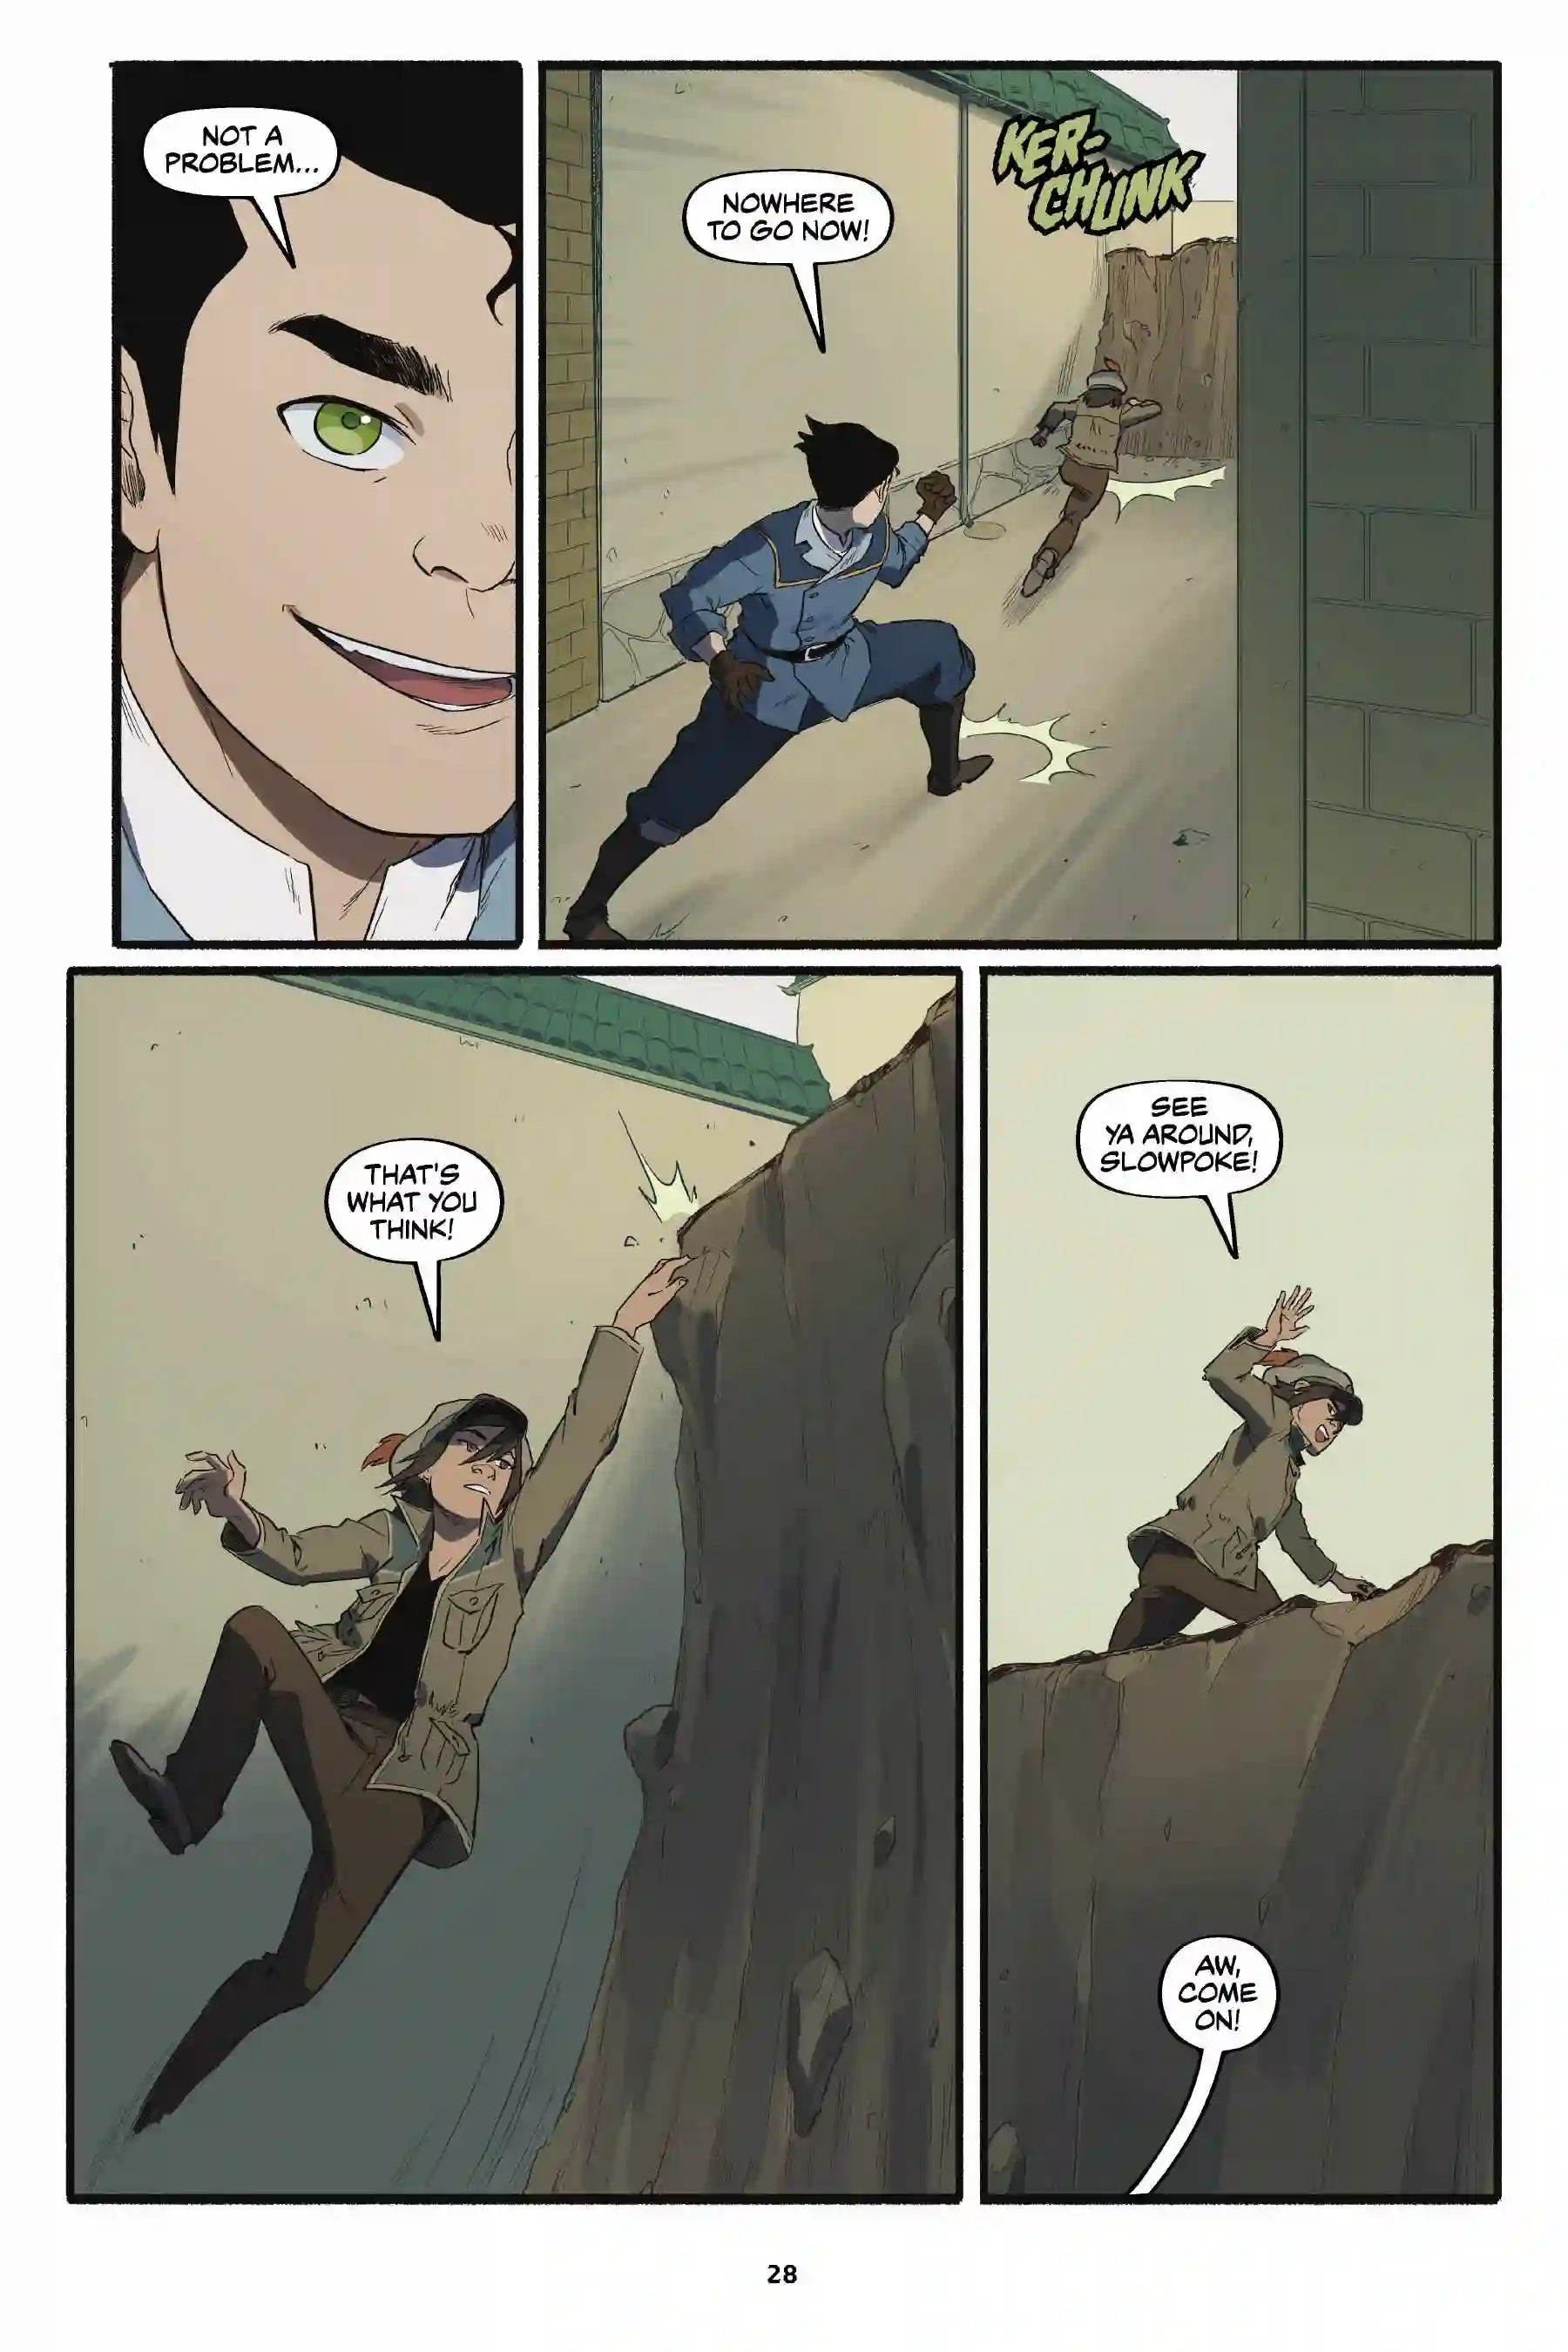 NOT A
PROBLEM...
NOWHERE
TO GO NOW!
KER-
CHUNK
THAT'S
WHAT YOU
THINK!
SEE
YA AROUND,
SLOWPOKE!
AW,
COME
ON!
28